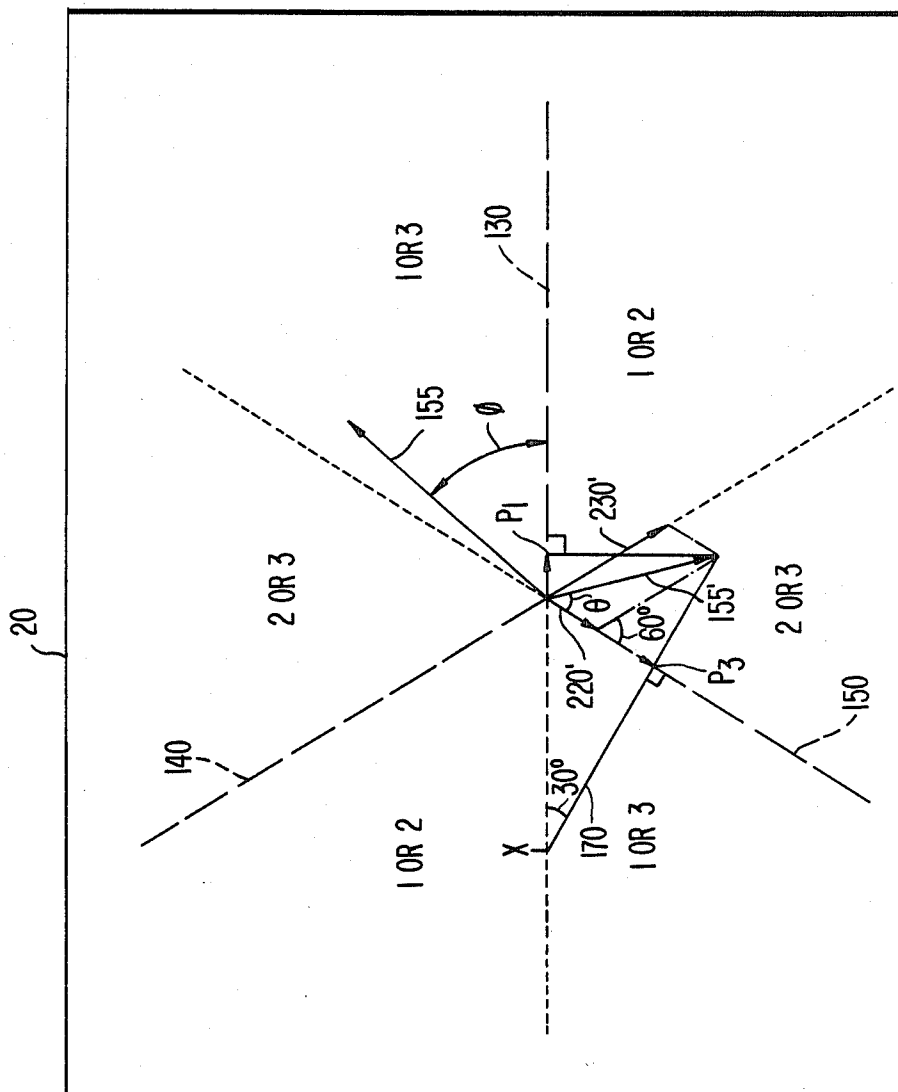 20
140
2 OR 3
155
1 OR 3
Ø
130
1 OR 2
X
30°
170
1 OR 3
P1
230'
220'
θ
60°
155'
P3
2 OR 3
1 OR 2
150